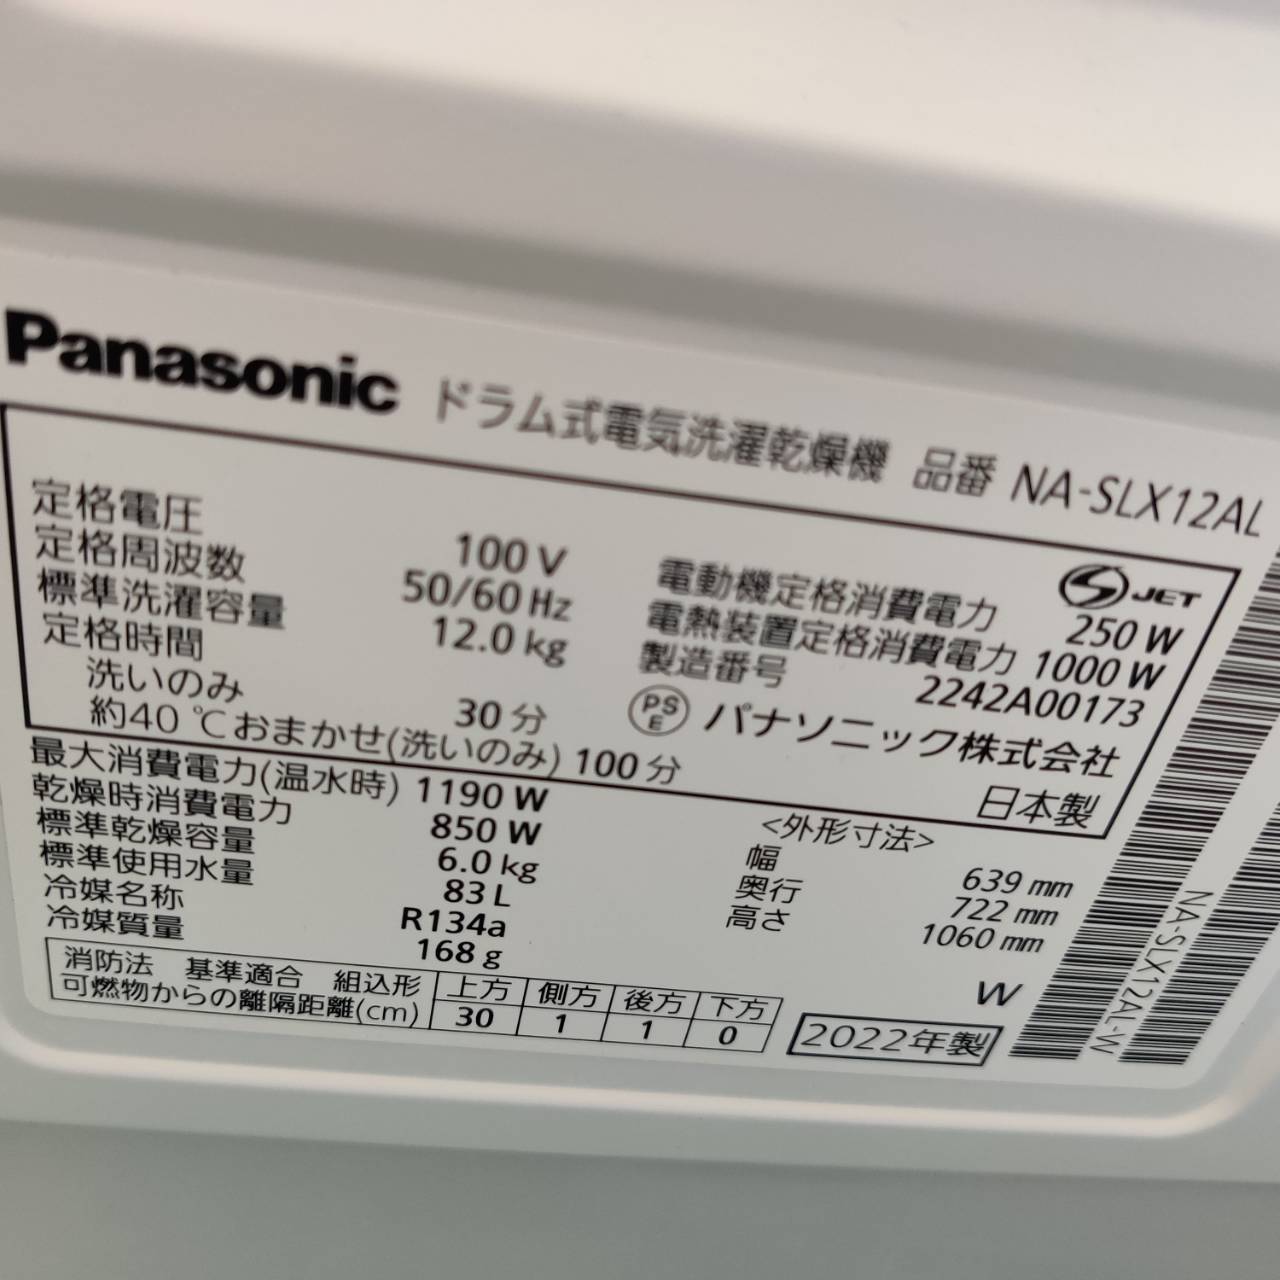 Panasonic ドラム式電気洗濯乾燥機 品番 NA-SLX12AL
定格電圧 100 V
定格周波数 50/60 Hz
標準洗濯容量 12.0 kg
定格時間
洗いのみ 30 分
約40 ℃おまかせ(洗いのみ) 100 分
JET
電動機定格消費電力 250 W
電熱装置定格消費電力 1000 W
製造番号 2242A00173
PSE パナソニック株式会社
日本製
最大消費電力(温水時) 1190 W
乾燥時消費電力 850 W
標準乾燥容量 6.0 kg
標準使用水量 83 L
冷媒名称 R134a
冷媒質量 168 g
<外形寸法>
幅 639 mm
奥行 722 mm
高さ 1060 mm
W
消防法 基準適合 組込形 上方 側方 後方 下方
可燃物からの離隔距離(cm) 30 1 1 0
2022年製
NA-SLX12AL-W